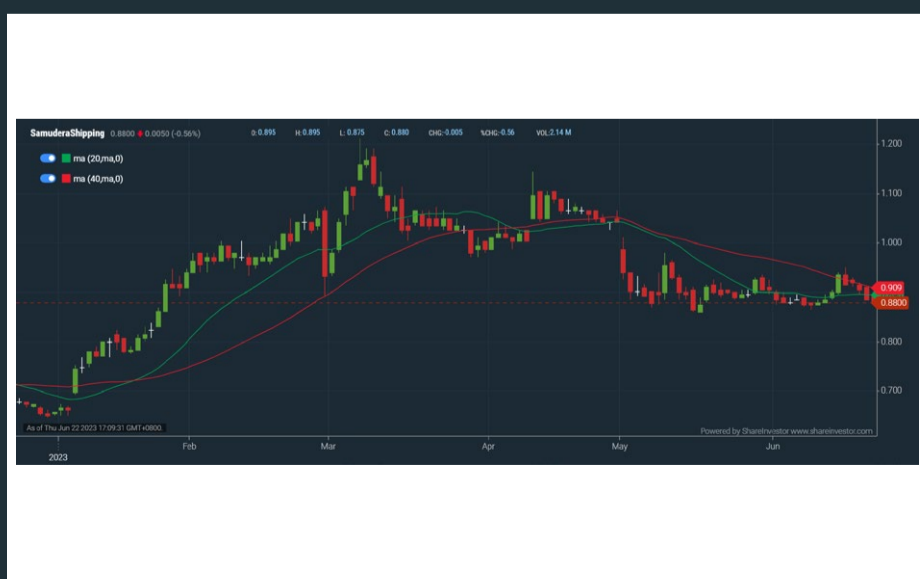 SamuderaShipping 0.8800 0.0050 (-0.56%) O:0.895 H:0.895 L:0.875 C:0.880 CHG:-0.005 %CHG:-0.56 VOL:2.14 M
ma (20,ma,0)
ma (40,ma,0)
1.200
1.100
1.000
0.909
0.8800
0.800
0.700
As of Thu Jun 22 2023 17:09:31 GMT+0800.
Powered by ShareInvestor www.shareinvestor.com
Feb Mar Apr May Jun
2023